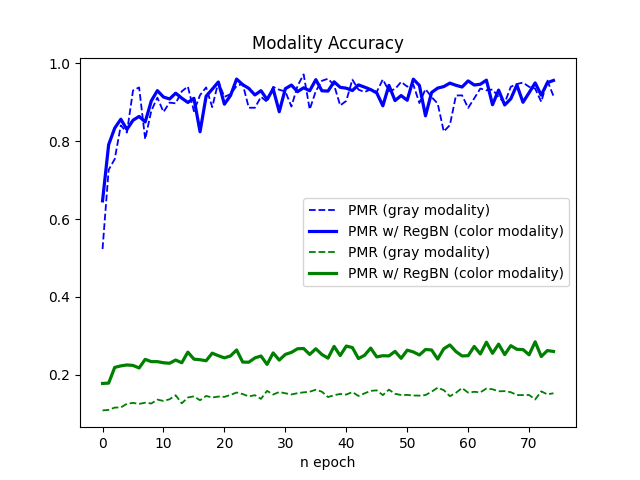 Modality Accuracy
1.0
0.8
0.6
0.4
0.2
PMR (gray modality)
PMR w/ RegBN (color modality)
PMR (gray modality)
PMR w/ RegBN (color modality)
0 10 20 30 40 50 60 70
n epoch